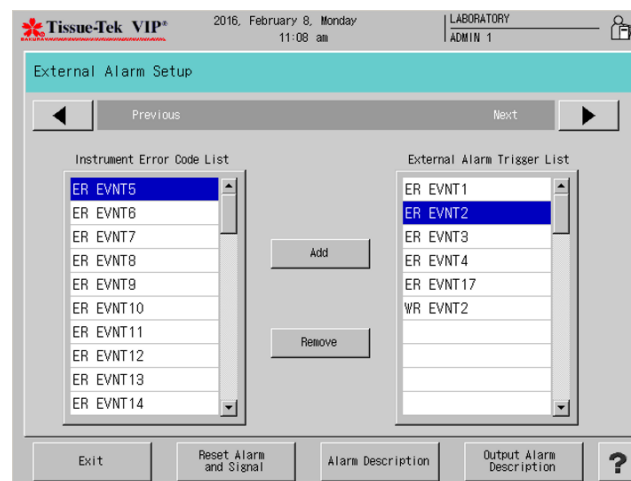 Tissue-Tek VIP®
SAKURA
2016, February 8, Monday
11:08 am
LABORATORY
ADMIN 1
External Alarm Setup
Previous
Next
Instrument Error Code List
External Alarm Trigger List
ER EVNT5
ER EVNT6
ER EVNT7
ER EVNT8
ER EVNT9
ER EVNT10
ER EVNT11
ER EVNT12
ER EVNT13
ER EVNT14
Add
Remove
ER EVNT1
ER EVNT2
ER EVNT3
ER EVNT4
ER EVNT17
WR EVNT2
Exit
Reset Alarm
and Signal
Alarm Description
Output Alarm
Description
?